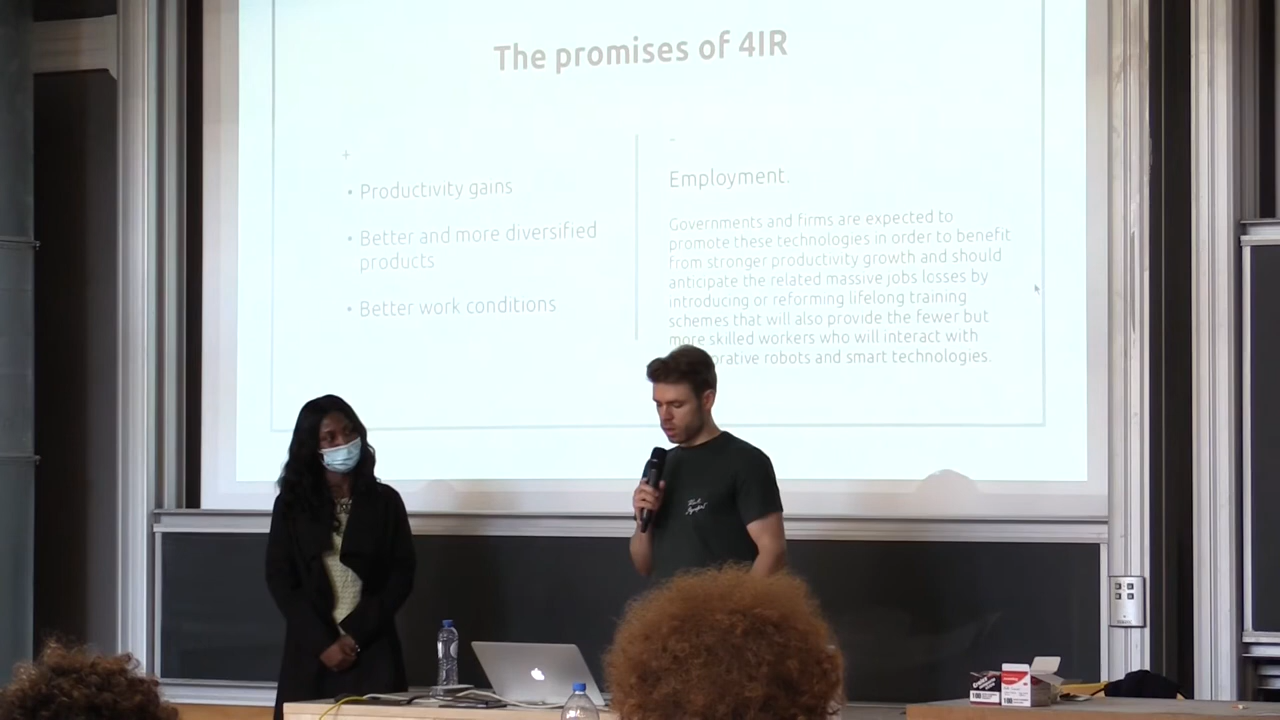 The promises of 4IR
+
• Productivity gains
• Better and more diversified
products
• Better work conditions
-
Employment.
Governments and firms are expected to
promote these technologies in order to benefit
from stronger productivity growth and should
anticipate the related massive jobs losses by
introducing or reforming lifelong training
schemes that will also provide the fewer but
more skilled workers who will interact with
orative robots and smart technologies.
100
100